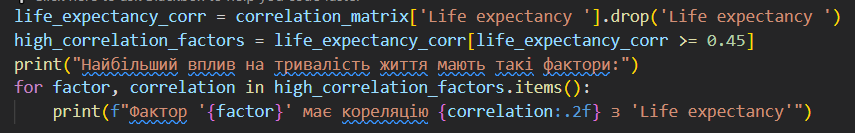 life_expectancy_corr = correlation_matrix['Life expectancy '].drop('Life expectancy ')
high_correlation_factors = life_expectancy_corr[life_expectancy_corr >= 0.45]
print("Найбільший вплив на тривалість життя мають такі фактори:")
for factor, correlation in high_correlation_factors.items():
    print(f"Фактор '{factor}' має кореляцію {correlation:.2f} з 'Life expectancy'")